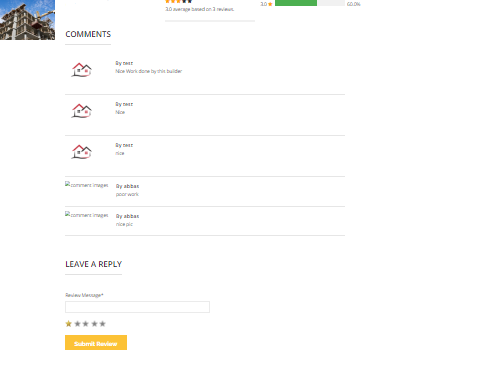 3.0 average based on 3 reviews.
3.0
60.0%
COMMENTS
By test
Nice Work done by this builder
By test
Nice
By test
nice
comment images
By abbas
poor work
comment images
By abbas
nice pic
LEAVE A REPLY
Review Message*
Submit Review